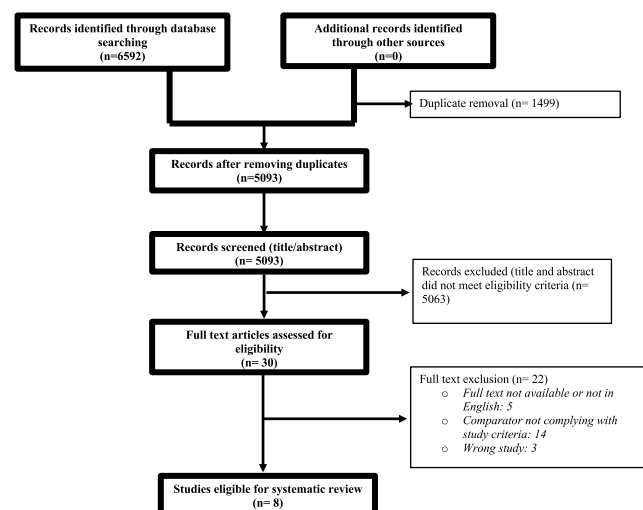 Records identified through database
searching
(n=6592)
Additional records identified
through other sources
(n=0)
Duplicate removal (n= 1499)
Records after removing duplicates
(n=5093)
Records screened (title/abstract)
(n= 5093)
Records excluded (title and abstract
did not meet eligibility criteria (n=
5063)
Full text articles assessed for
eligibility
(n= 30)
Full text exclusion (n= 22)
o Full text not available or not in
English: 5
o Comparator not complying with
study criteria: 14
o Wrong study: 3
Studies eligible for systematic review
(n= 8)